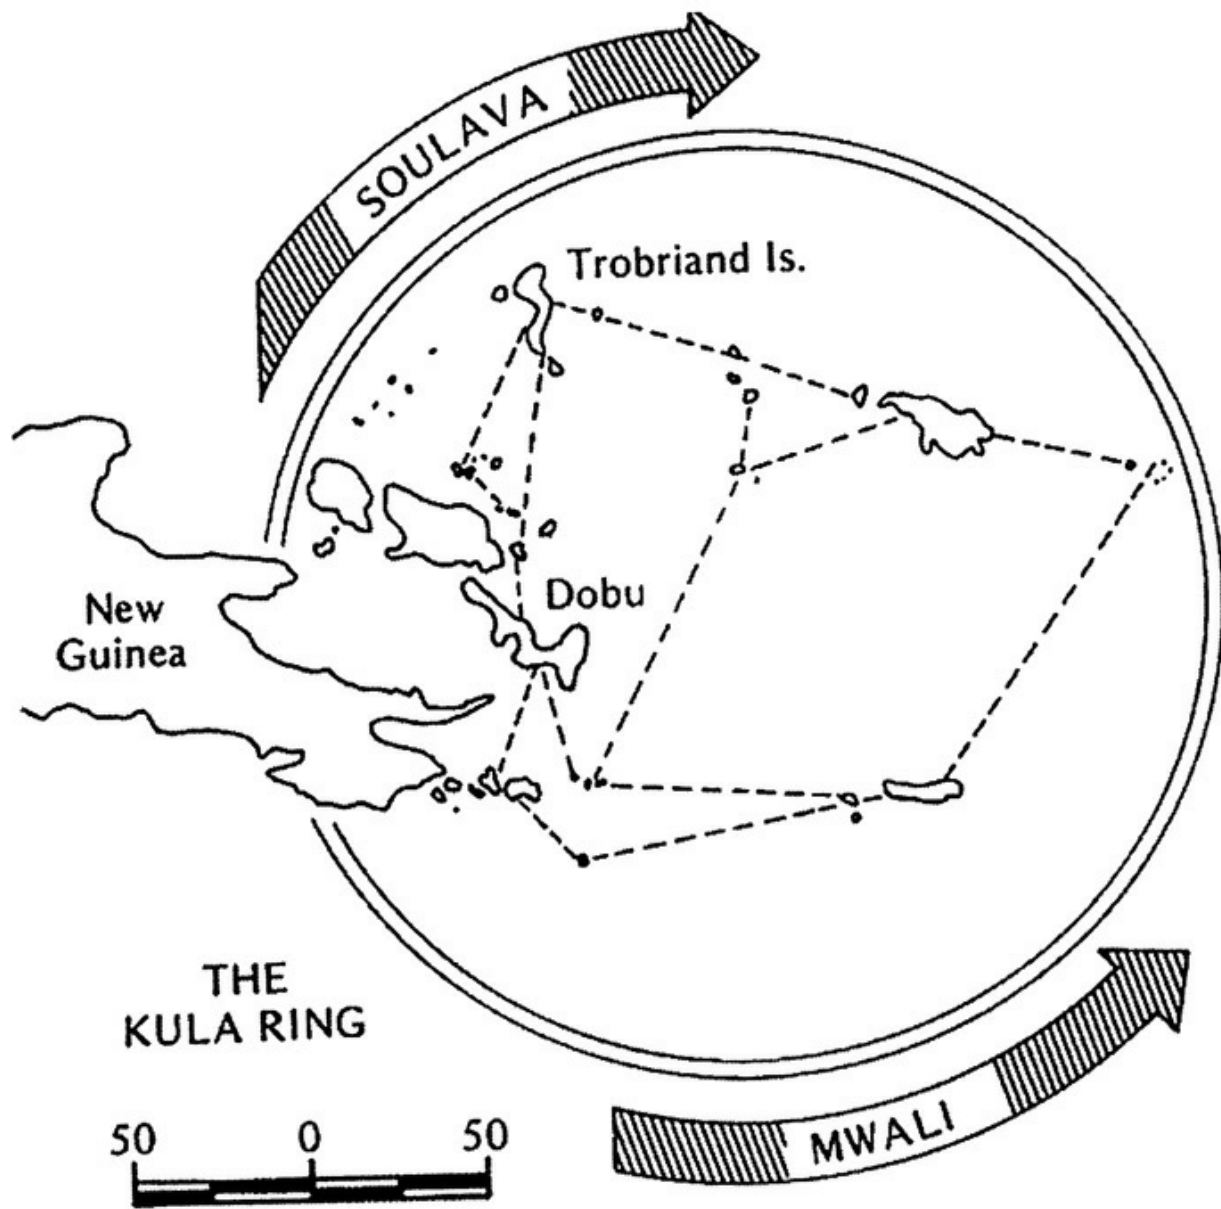 SOULAVA
Trobriand Is.
Dobu
New
Guinea
THE
KULA RING
50 0 50
MWALI